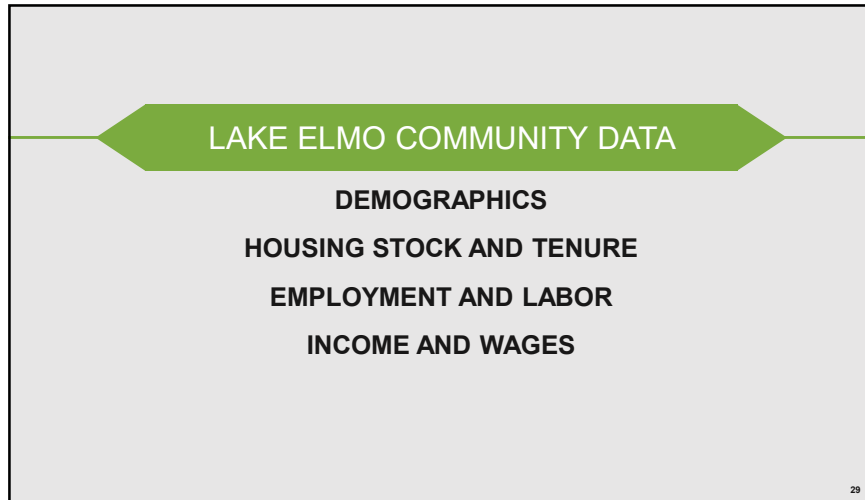 LAKE ELMO COMMUNITY DATA
DEMOGRAPHICS
HOUSING STOCK AND TENURE
EMPLOYMENT AND LABOR
INCOME AND WAGES
29